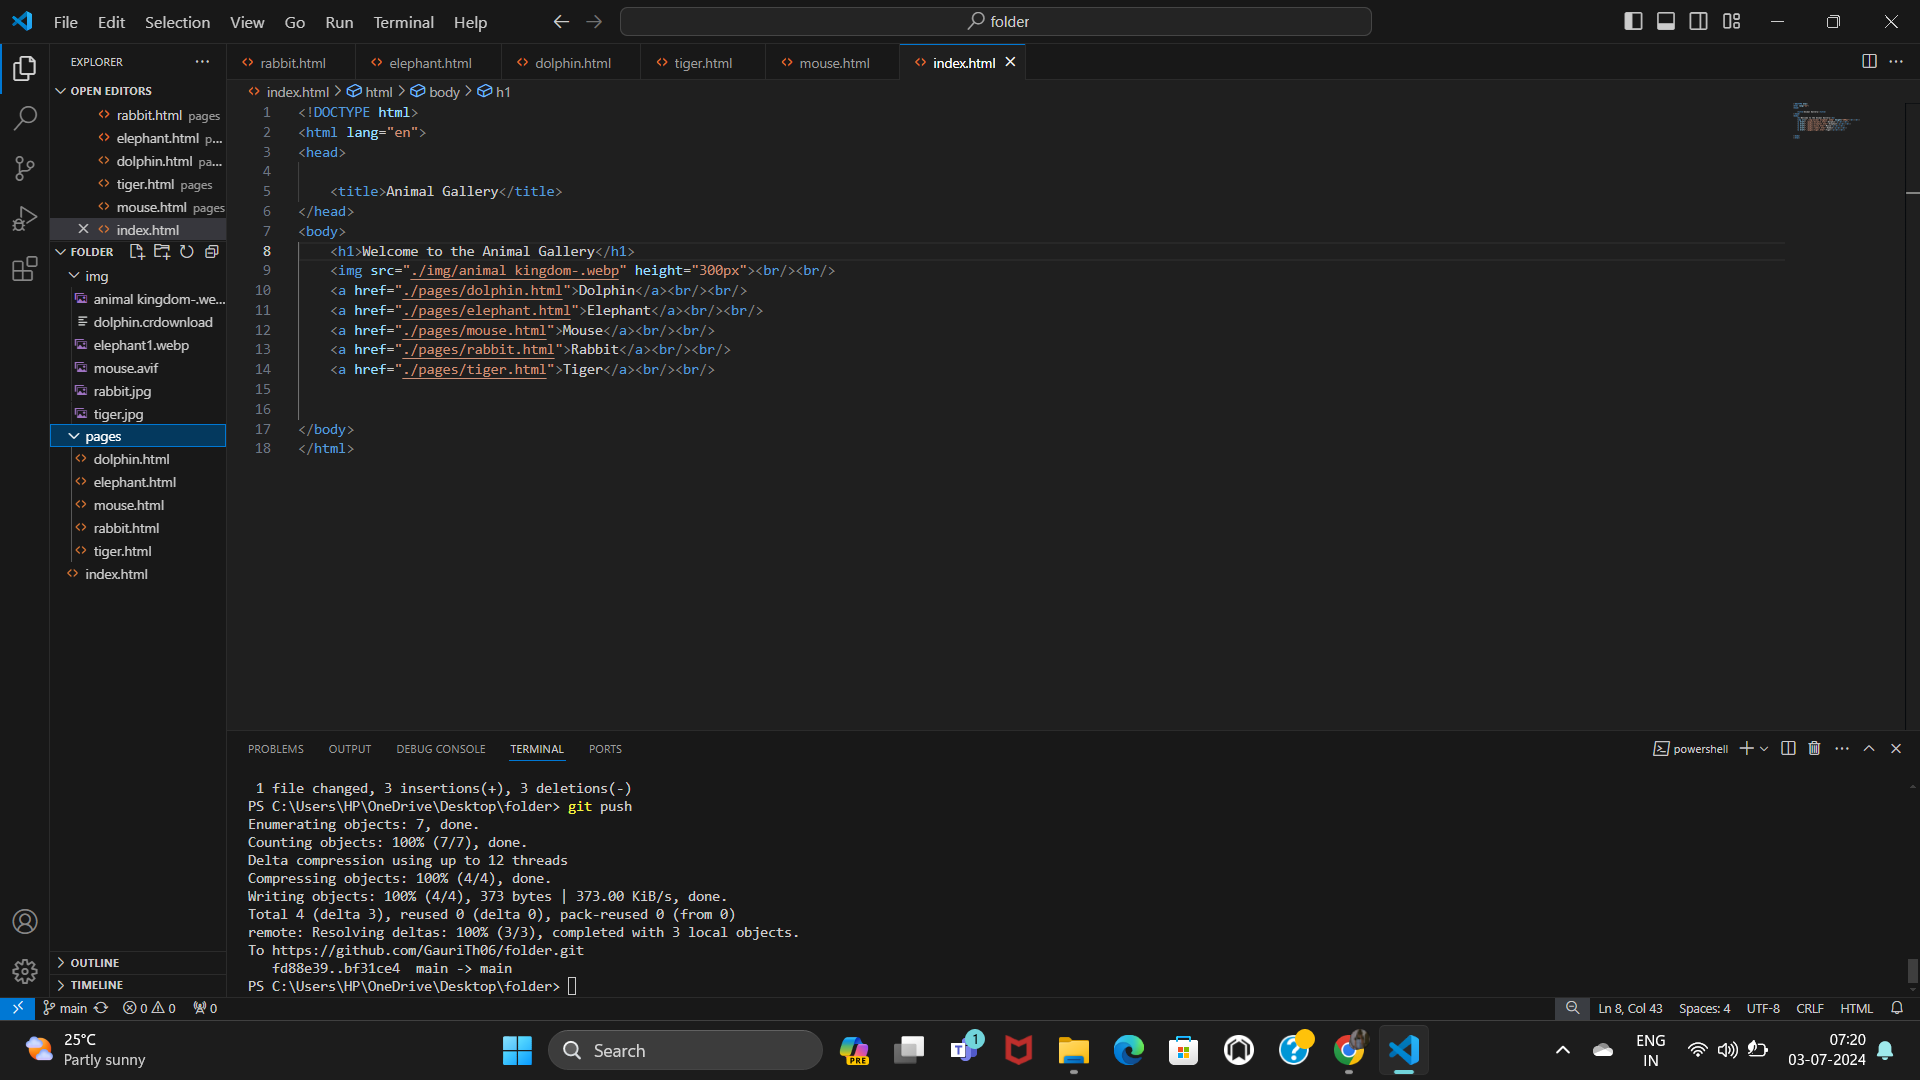 File Edit Selection View Go Run Terminal Help
folder
EXPLORER
OPEN EDITORS
rabbit.html pages
elephant.html p...
dolphin.html pa...
tiger.html pages
mouse.html pages
index.html
FOLDER
img
animal kingdom-.we...
dolphin.crdownload
elephant1.webp
mouse.avif
rabbit.jpg
tiger.jpg
pages
dolphin.html
elephant.html
mouse.html
rabbit.html
tiger.html
index.html
OUTLINE
TIMELINE
rabbit.html elephant.html dolphin.html tiger.html mouse.html index.html
index.html > html > body > h1
1 <!DOCTYPE html>
2 <html lang="en">
3 <head>
4
5 <title>Animal Gallery</title>
6 </head>
7 <body>
8 <h1>Welcome to the Animal Gallery</h1>
9 <img src="./img/animal kingdom-.webp" height="300px"><br/><br/>
10 <a href="./pages/dolphin.html">Dolphin</a><br/><br/>
11 <a href="./pages/elephant.html">Elephant</a><br/><br/>
12 <a href="./pages/mouse.html">Mouse</a><br/><br/>
13 <a href="./pages/rabbit.html">Rabbit</a><br/><br/>
14 <a href="./pages/tiger.html">Tiger</a><br/><br/>
15
16
17 </body>
18 </html>
PROBLEMS OUTPUT DEBUG CONSOLE TERMINAL PORTS
powershell
1 file changed, 3 insertions(+), 3 deletions(-)
PS C:\Users\HP\OneDrive\Desktop\folder> git push
Enumerating objects: 7, done.
Counting objects: 100% (7/7), done.
Delta compression using up to 12 threads
Compressing objects: 100% (4/4), done.
Writing objects: 100% (4/4), 373 bytes | 373.00 KiB/s, done.
Total 4 (delta 3), reused 0 (delta 0), pack-reused 0 (from 0)
remote: Resolving deltas: 100% (3/3), completed with 3 local objects.
To https://github.com/GauriTh06/folder.git
fd88e39..bf31ce4 main -> main
PS C:\Users\HP\OneDrive\Desktop\folder>
main 0 0 0
Ln 8, Col 43 Spaces: 4 UTF-8 CRLF HTML
25°C
Partly sunny
Search
PRE
1
ENG
IN
07:20
03-07-2024